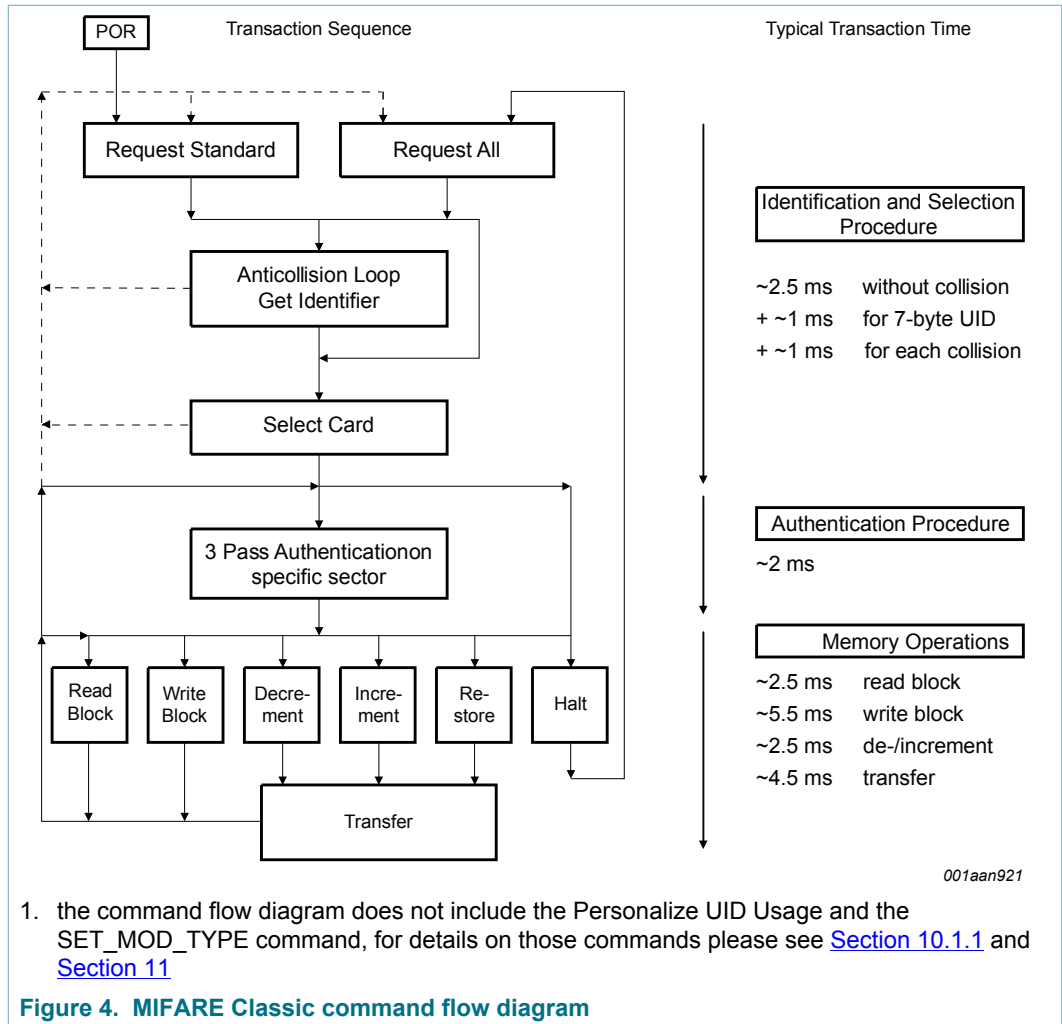 POR
Transaction Sequence
Typical Transaction Time
Request Standard
Request All
Identification and Selection
Procedure
Anticollision Loop
Get Identifier
~2.5 ms without collision
+ ~1 ms for 7-byte UID
+ ~1 ms for each collision
Select Card
Authentication Procedure
3 Pass Authenticationon
specific sector
~2 ms
Memory Operations
Read
Block
Write
Block
Decre-
ment
Incre-
ment
Re-
store
Halt
~2.5 ms read block
~5.5 ms write block
~2.5 ms de-/increment
~4.5 ms transfer
Transfer
001aan921
1. the command flow diagram does not include the Personalize UID Usage and the
SET_MOD_TYPE command, for details on those commands please see Section 10.1.1 and
Section 11
Figure 4. MIFARE Classic command flow diagram